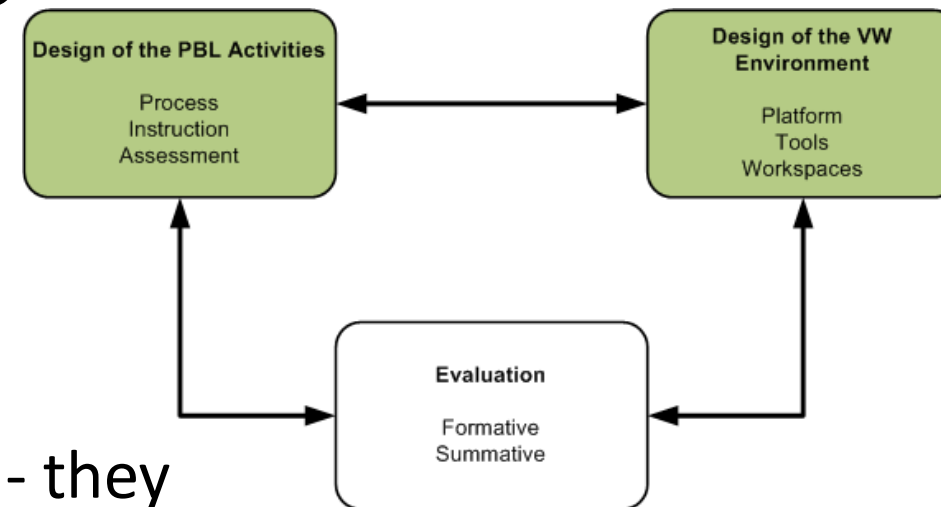 Design of the PBL Activities
Process
Instruction
Assessment
Design of the VW
Environment
Platform
Tools
Workspaces
Evaluation
Formative
Summative
- they